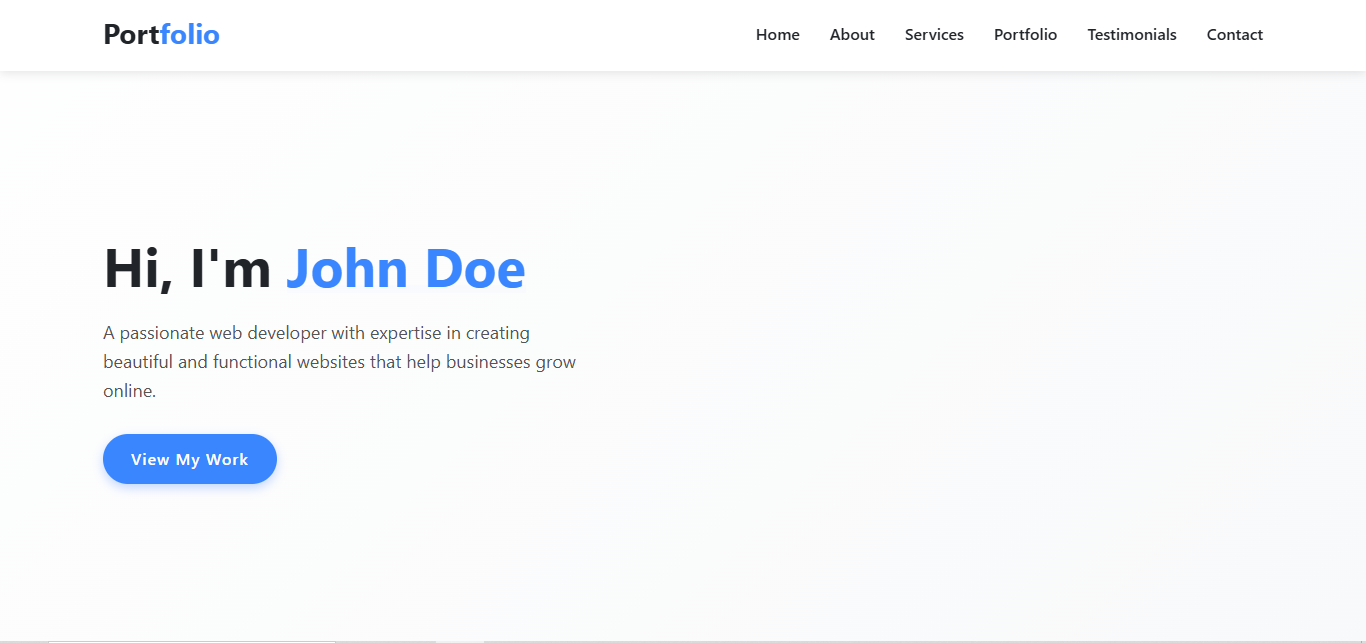 Portfolio
Home About Services Portfolio Testimonials Contact
Hi, I'm John Doe
A passionate web developer with expertise in creating
beautiful and functional websites that help businesses grow
online.
View My Work